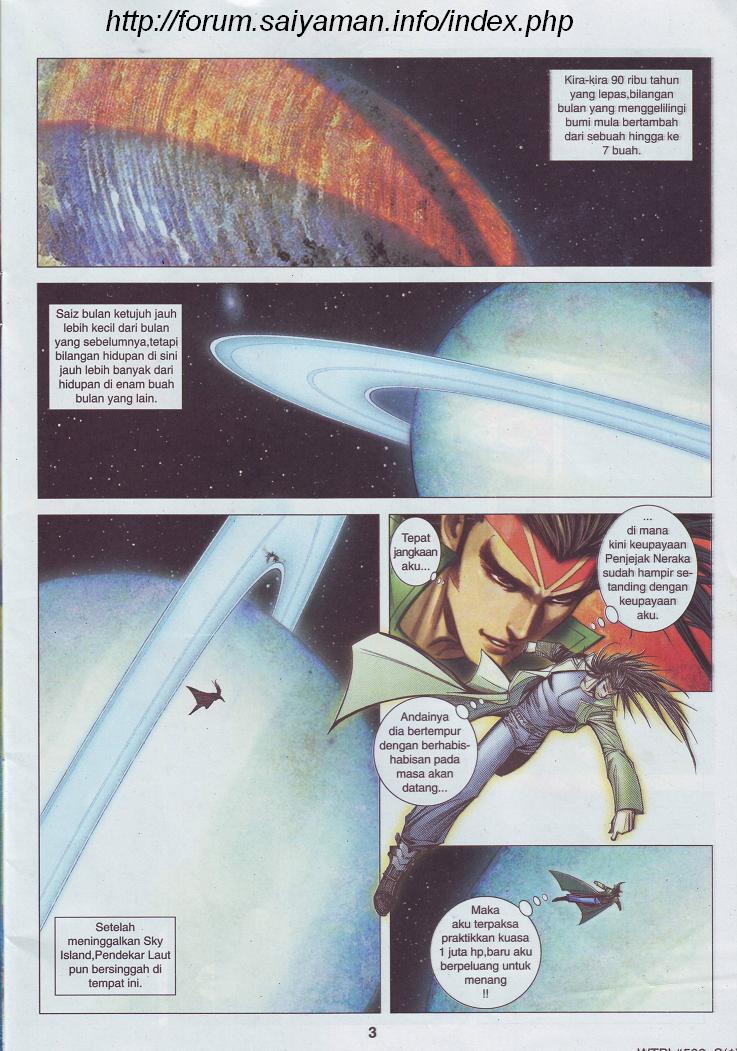 http://forum.saiyaman.info/index.php
Kira-kira 90 ribu tahun
yang lepas,bilangan
bulan yang menggelilingi
bumi mula bertambah
dari sebuah hingga ke
7 buah.
Saiz bulan ketujuh jauh
lebih kecil dari bulan
yang sebelumnya,tetapi
bilangan hidupan di sini
jauh lebih banyak dari
hidupan di enam buah
bulan yang lain.
Tepat
jangkaan
aku...
...
di mana
kini keupayaan
Penjejak Neraka
sudah hampir se-
tanding dengan
keupayaan
aku.
Andainya
dia bertempur
dengan berhabis-
habisan pada
masa akan
datang...
Setelah
meninggalkan Sky
Island,Pendekar Laut
pun bersinggah di
tempat ini.
Maka
aku terpaksa
praktikkan kuasa
1 juta hp,baru aku
berpeluang untuk
menang
!!
3